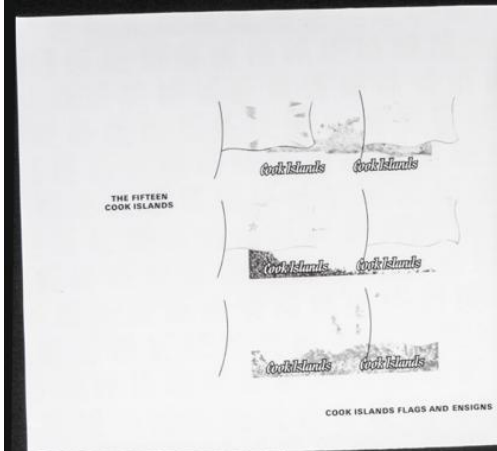 Cook Islands Cook Islands
THE FIFTEEN
COOK ISLANDS
Cook Islands Cook Islands
Cook Islands Cook Islands
COOK ISLANDS FLAGS AND ENSIGNS